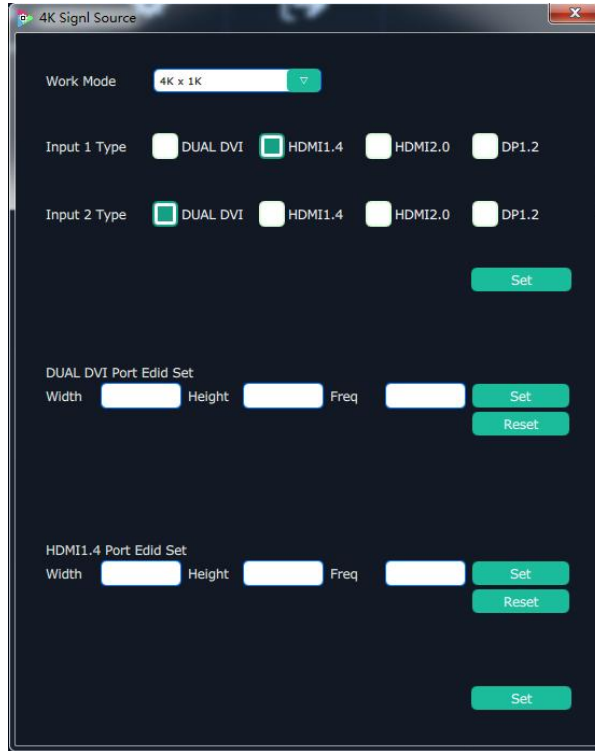 4K Signl Source
Work Mode 4K x 1K
Input 1 Type DUAL DVI HDMI1.4 HDMI2.0 DP1.2
Input 2 Type DUAL DVI HDMI1.4 HDMI2.0 DP1.2
Set
DUAL DVI Port Edid Set
Width Height Freq Set
Reset
HDMI1.4 Port Edid Set
Width Height Freq Set
Reset
Set